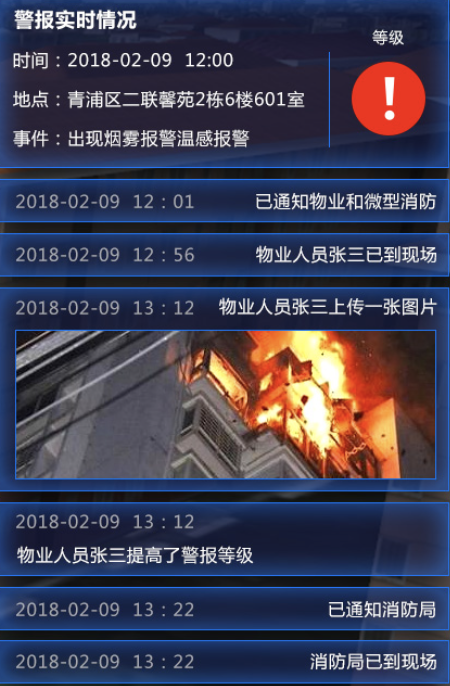 警报实时情况
等级
时间：2018-02-09 12:00
地点：青浦区二联馨苑2栋6楼601室
事件：出现烟雾报警温感报警
2018-02-09 12：01 已通知物业和微型消防
2018-02-09 12：56 物业人员张三已到现场
2018-02-09 13：12 物业人员张三上传一张图片
2018-02-09 13：12
物业人员张三提高了警报等级
2018-02-09 13：22 已通知消防局
2018-02-09 13：22 消防局已到现场